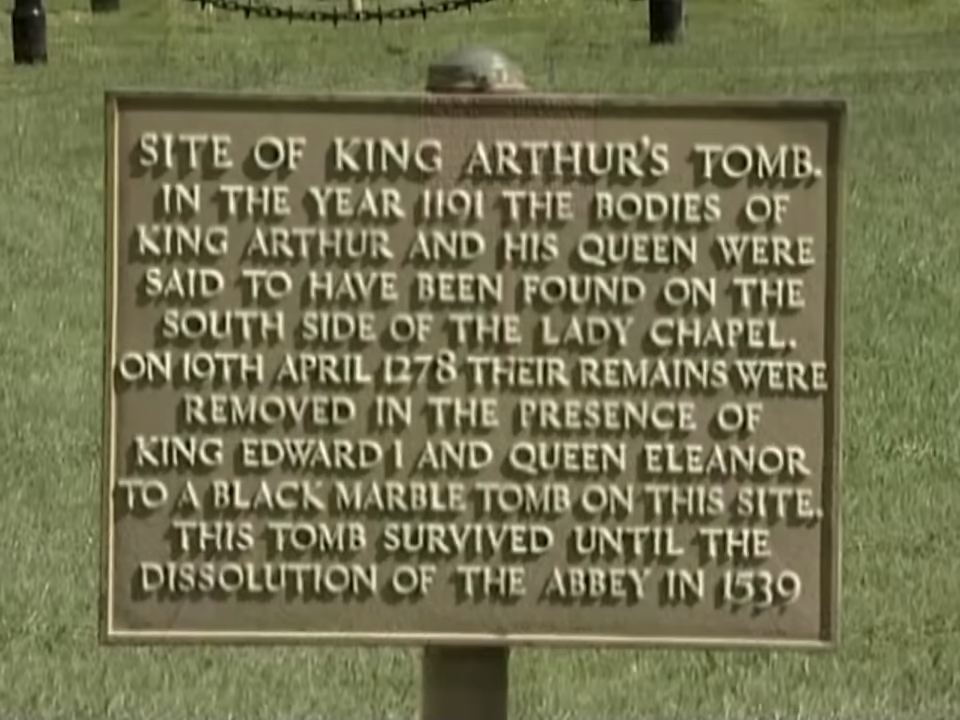 SITE OF KING ARTHUR'S TOMB.
IN THE YEAR 1191 THE BODIES OF
KING ARTHUR AND HIS QUEEN WERE
SAID TO HAVE BEEN FOUND ON THE
SOUTH SIDE OF THE LADY CHAPEL.
ON 10TH APRIL 1278 THEIR REMAINS WERE
REMOVED IN THE PRESENCE OF
KING EDWARD I AND QUEEN ELEANOR
TO A BLACK MARBLE TOMB ON THIS SITE.
THIS TOMB SURVIVED UNTIL THE
DISSOLUTION OF THE ABBEY IN 1539